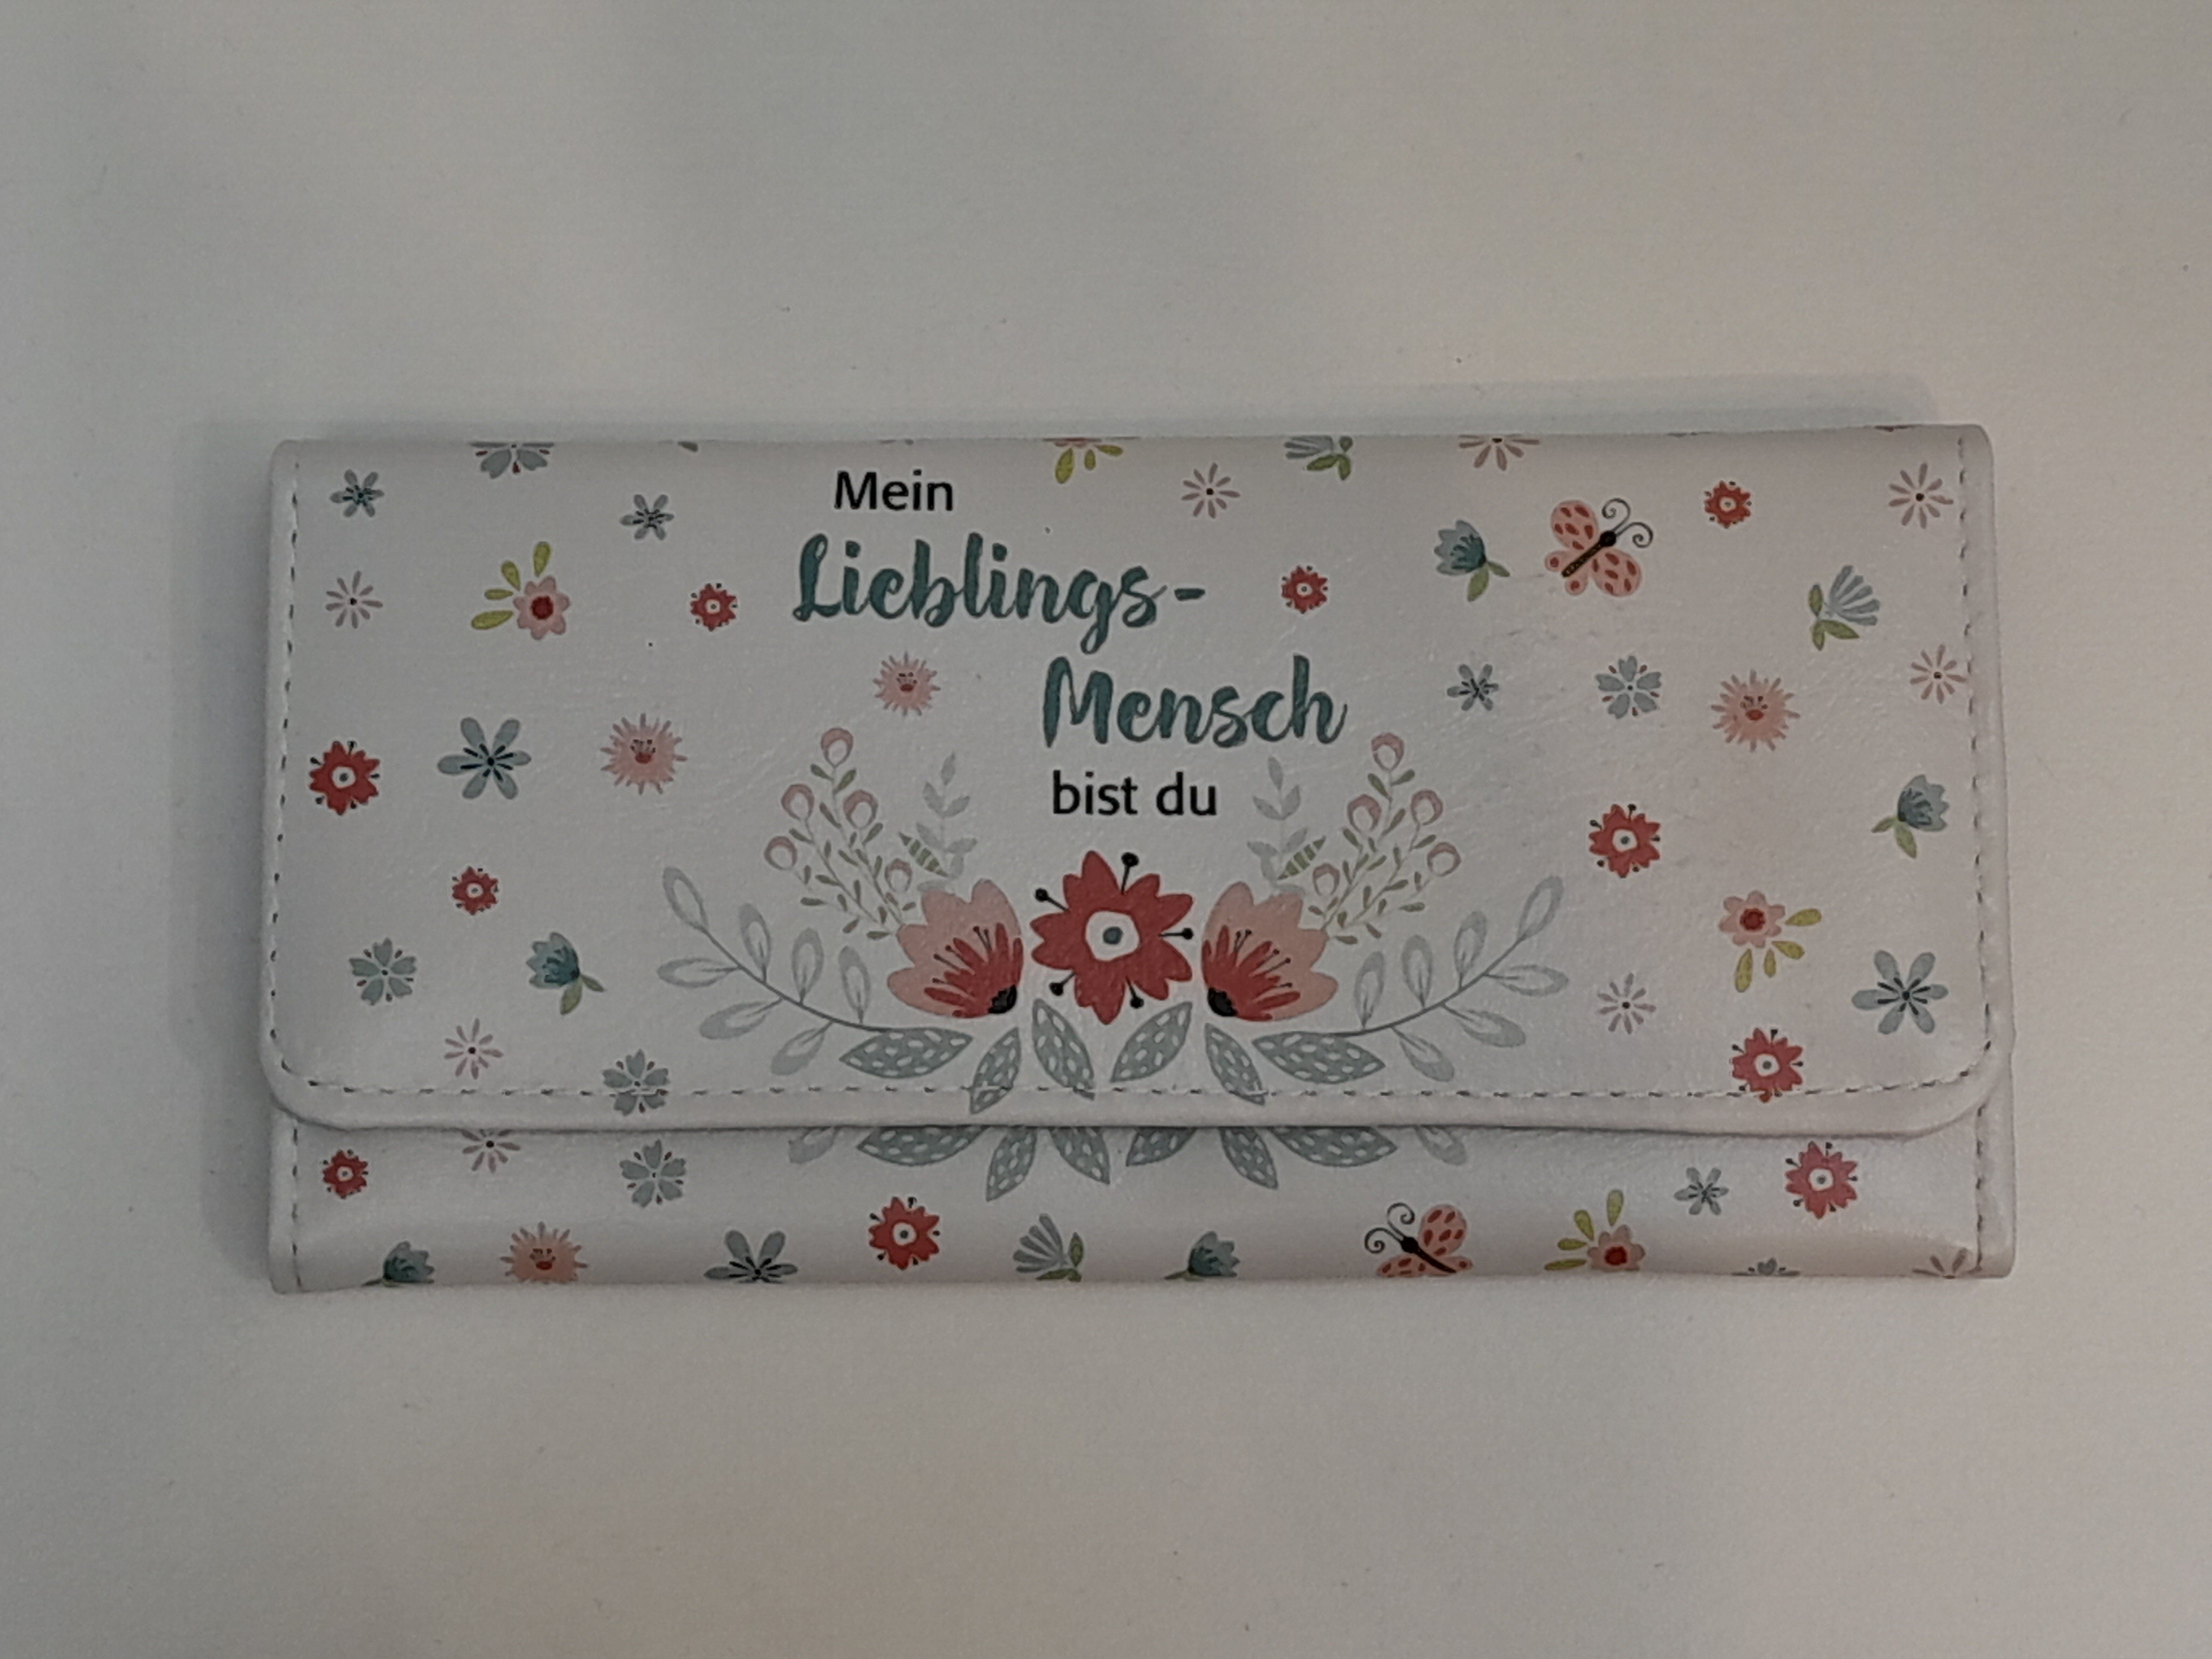 Mein
Lieblings-
Mensch
bist du